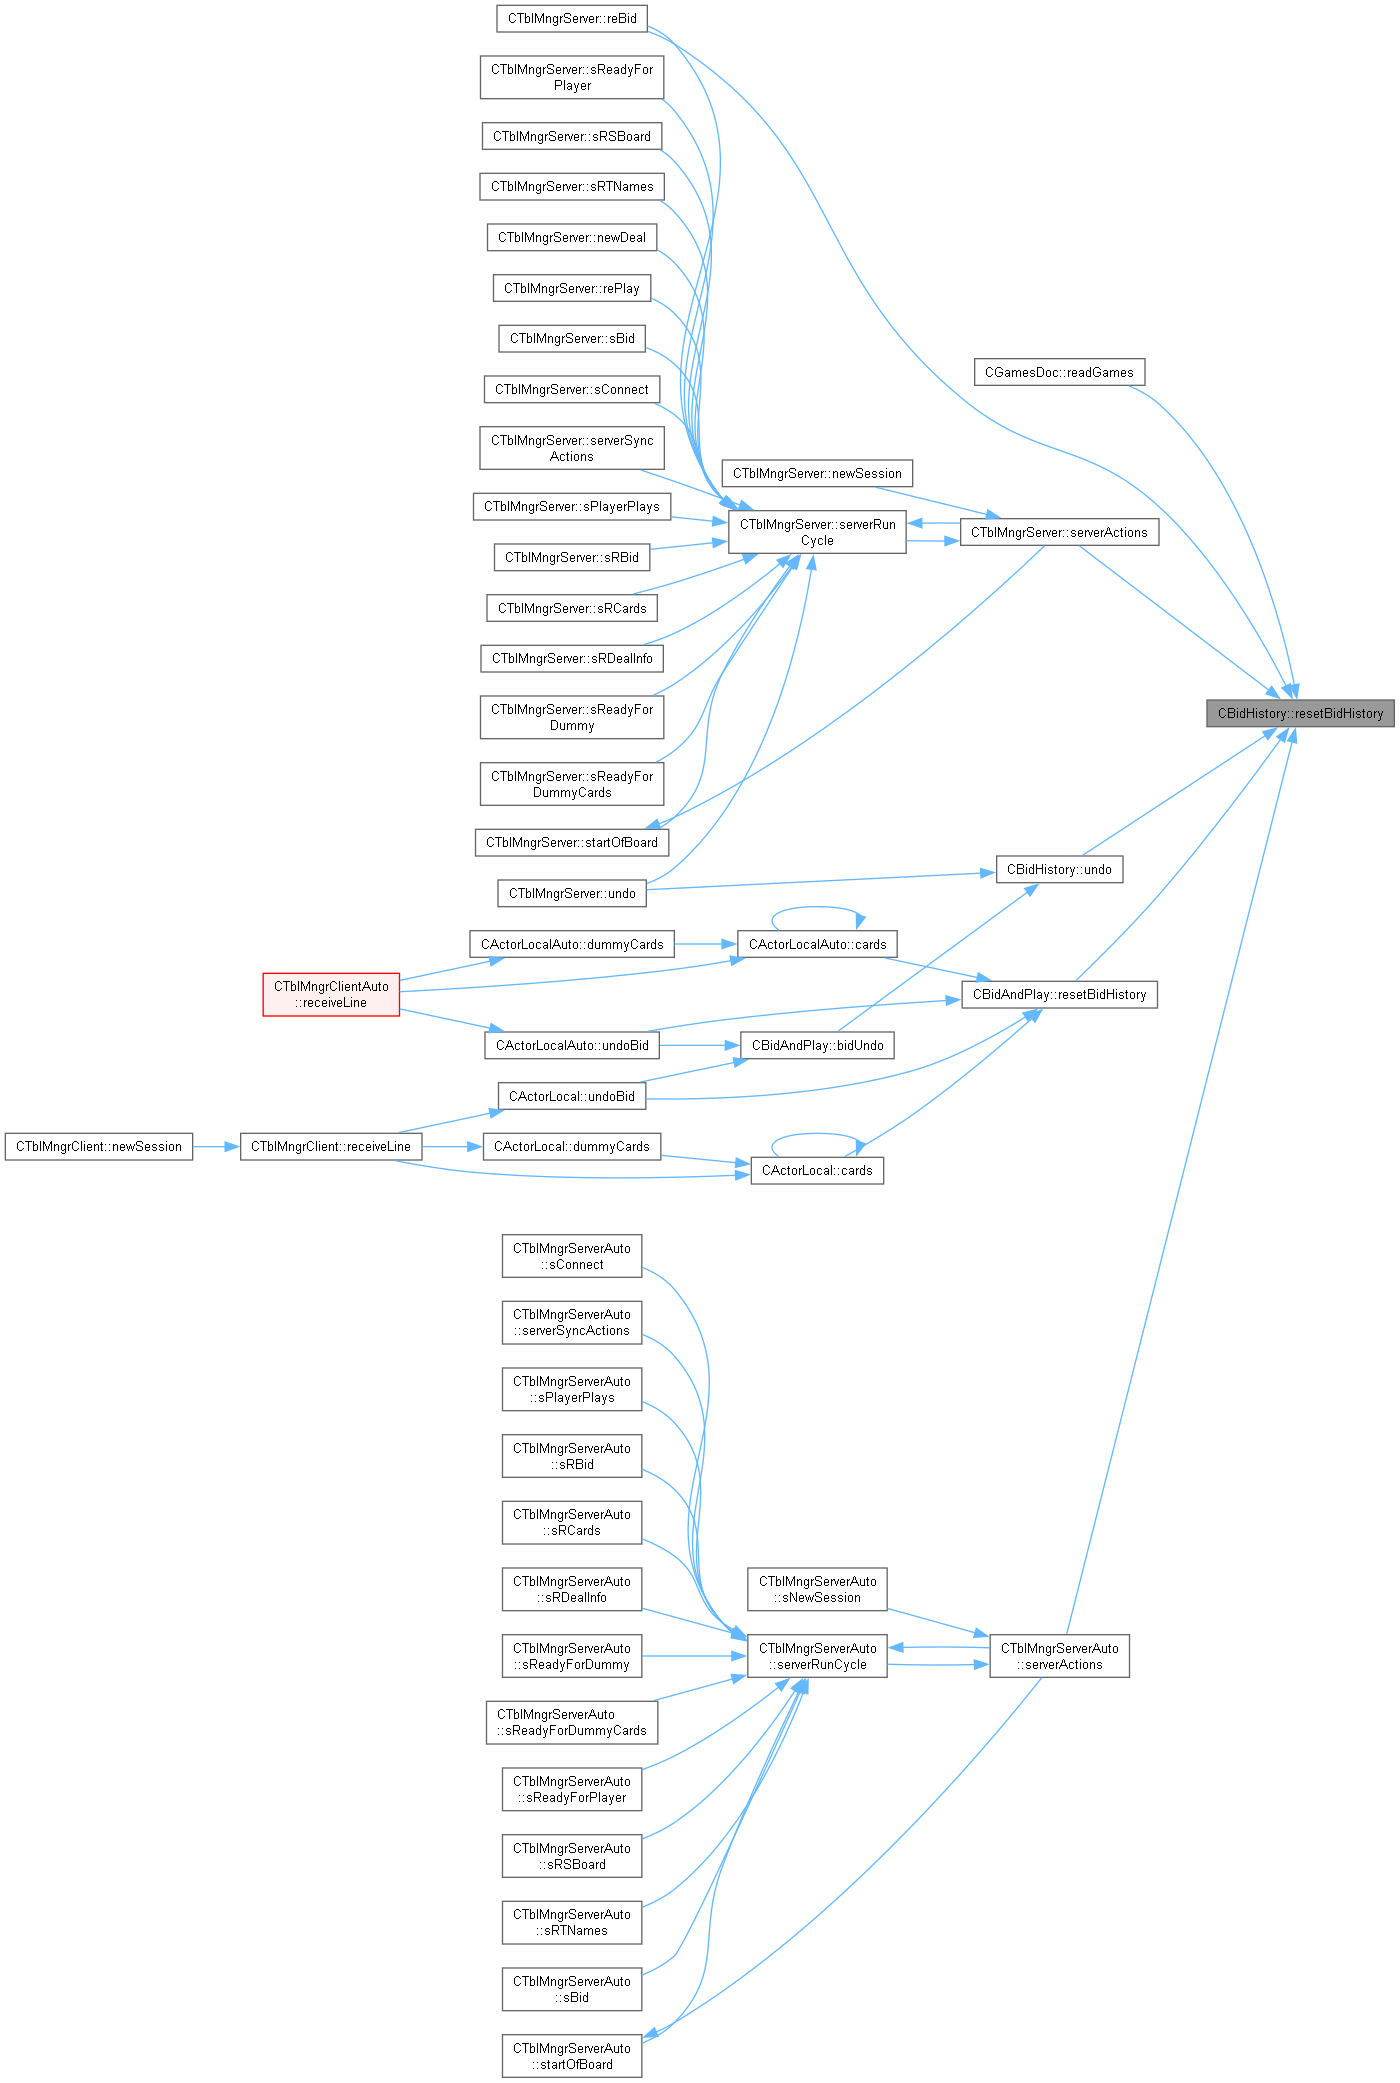 CTblMngrServer::reBid
CTblMngrServer::sReadyFor
Player
CTblMngrServer::sRSBoard
CTblMngrServer::sRTNames
CTblMngrServer::newDeal
CTblMngrServer::rePlay
CTblMngrServer::sBid
CTblMngrServer::sConnect
CTblMngrServer::serverSync
Actions
CTblMngrServer::sPlayerPlays
CTblMngrServer::sRBid
CTblMngrServer::sRCards
CTblMngrServer::sRDealInfo
CTblMngrServer::sReadyFor
Dummy
CTblMngrServer::sReadyFor
DummyCards
CTblMngrServer::startOfBoard
CTblMngrServer::undo
CGamesDoc::readGames
CTblMngrServer::newSession
CTblMngrServer::serverRun
Cycle
CTblMngrServer::serverActions
CBidHistory::resetBidHistory
CBidHistory::undo
CActorLocalAuto::dummyCards
CActorLocalAuto::cards
CTblMngrClientAuto
::receiveLine
CBidAndPlay::resetBidHistory
CActorLocalAuto::undoBid
CBidAndPlay::bidUndo
CActorLocal::undoBid
CTblMngrClient::newSession
CTblMngrClient::receiveLine
CActorLocal::dummyCards
CActorLocal::cards
CTblMngrServerAuto
::sConnect
CTblMngrServerAuto
::serverSyncActions
CTblMngrServerAuto
::sPlayerPlays
CTblMngrServerAuto
::sRBid
CTblMngrServerAuto
::sRCards
CTblMngrServerAuto
::sRDealInfo
CTblMngrServerAuto
::sReadyForDummy
CTblMngrServerAuto
::sReadyForDummyCards
CTblMngrServerAuto
::sReadyForPlayer
CTblMngrServerAuto
::sRSBoard
CTblMngrServerAuto
::sRTNames
CTblMngrServerAuto
::sBid
CTblMngrServerAuto
::startOfBoard
CTblMngrServerAuto
::sNewSession
CTblMngrServerAuto
::serverRunCycle
CTblMngrServerAuto
::serverActions